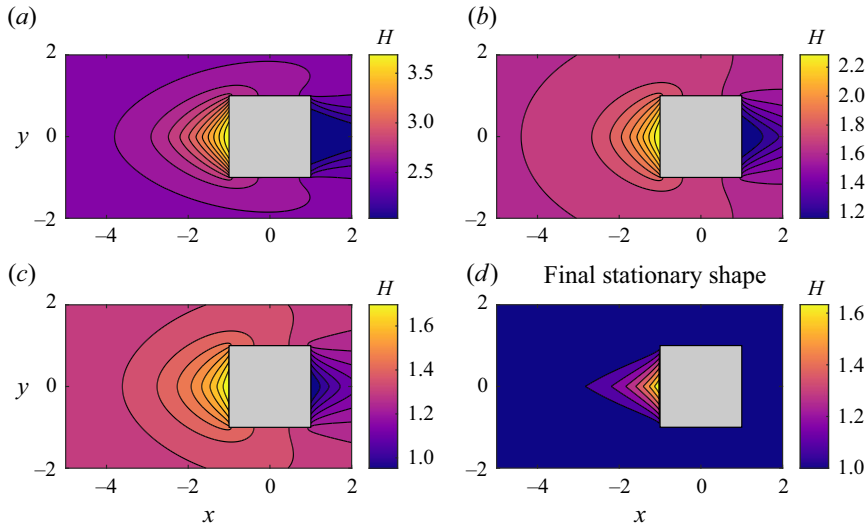 (a) H (b) H
2 3.5 2 2.2
y 0 3.0 0 2.0
1.8
2.5 1.6
1.4
−2 −2 1.2
−4 −2 0 2 −4 −2 0 2
(c) H (d) Final stationary shape H
2 1.6 2 1.6
y 0 1.4 0 1.4
1.2 1.2
−2 1.0 −2 1.0
−4 −2 0 2 −4 −2 0 2
x x